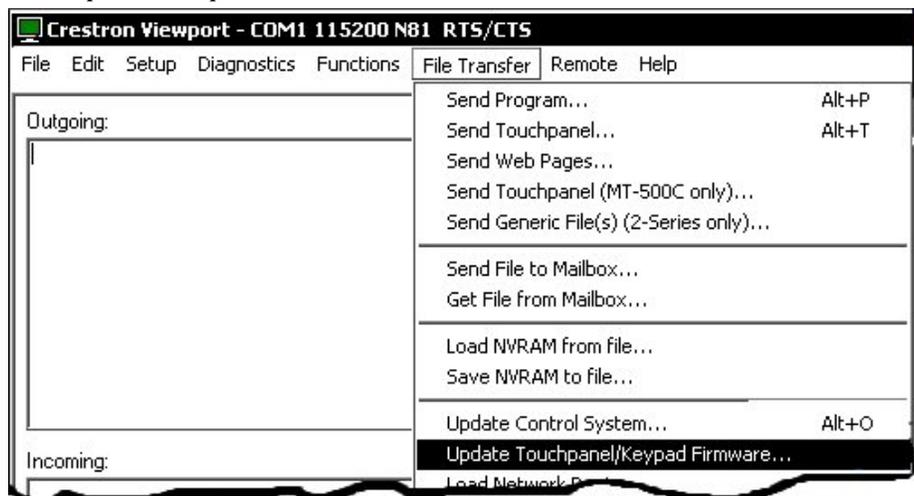 Crestron Viewport - COM1 115200 N81 RTS/CTS
File Edit Setup Diagnostics Functions File Transfer Remote Help
Outgoing:
Send Program... Alt+P
Send Touchpanel... Alt+T
Send Web Pages...
Send Touchpanel (MT-500C only)...
Send Generic File(s) (2-Series only)...
Send File to Mailbox...
Get File from Mailbox...
Load NVRAM from file...
Save NVRAM to file...
Update Control System... Alt+O
Update Touchpanel/Keypad Firmware...
Incoming:
Load Network